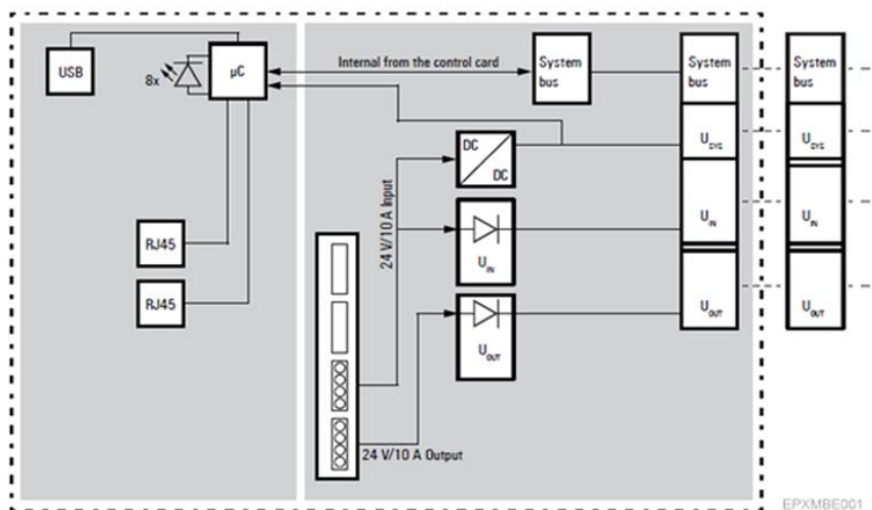 USB
8x
µC
Internal from the control card
System
bus
System
bus
System
bus
DC
DC
U SYS
U SYS
24 V/10 A Input
RJ45
U IN
U IN
U IN
RJ45
U OUT
U OUT
U OUT
24 V/10 A Output
EPXMBE001